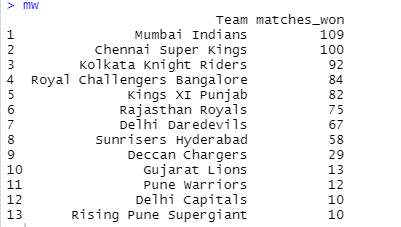 > mw
Team matches_won
1 Mumbai Indians 109
2 Chennai Super Kings 100
3 Kolkata Knight Riders 92
4 Royal Challengers Bangalore 84
5 Kings XI Punjab 82
6 Rajasthan Royals 75
7 Delhi Daredevils 67
8 Sunrisers Hyderabad 58
9 Deccan Chargers 29
10 Gujarat Lions 13
11 Pune Warriors 12
12 Delhi Capitals 10
13 Rising Pune Supergiant 10